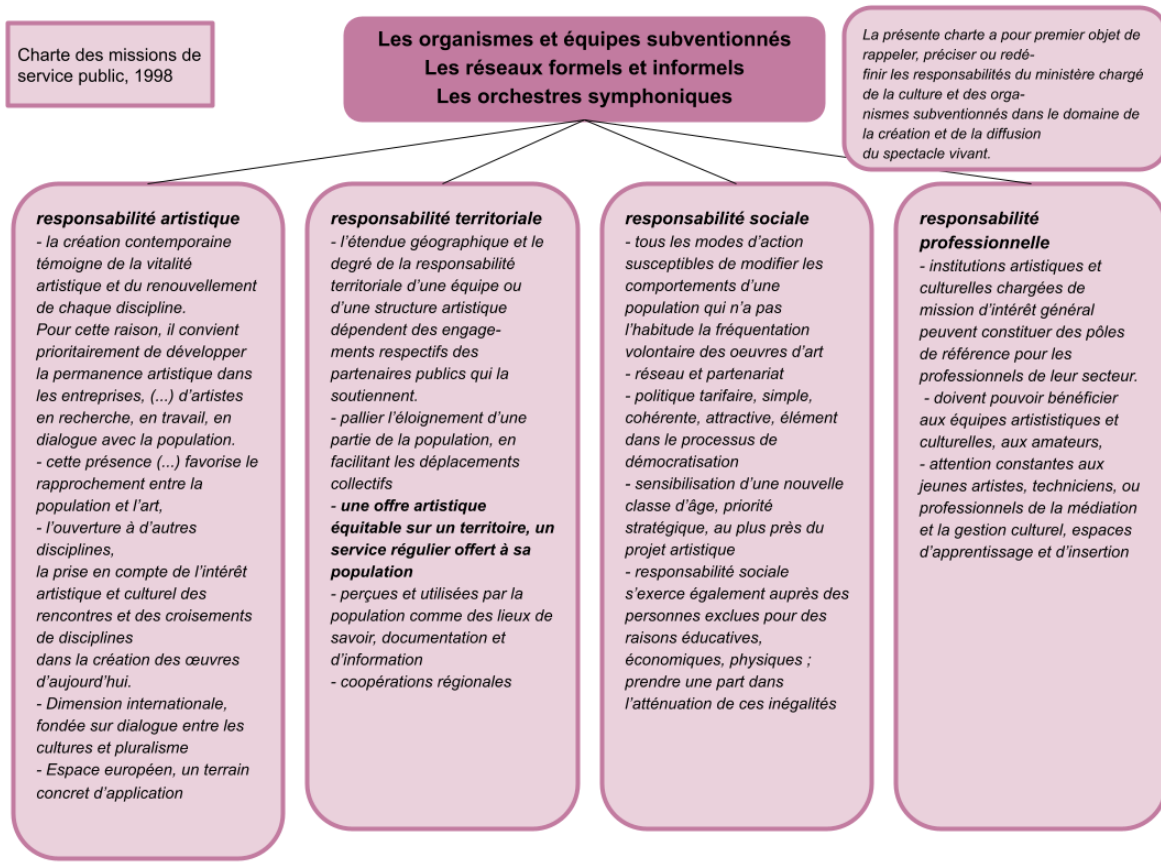 Charte des missions de
service public, 1998
Les organismes et équipes subventionnés
Les réseaux formels et informels
Les orchestres symphoniques
La présente charte a pour premier objet de
rappeler, préciser ou redé-
finir les responsabilités du ministère chargé
de la culture et des orga-
nismes subventionnés dans le domaine de
la création et de la diffusion
du spectacle vivant.
responsabilité artistique
- la création contemporaine
témoigne de la vitalité
artistique et du renouvellement
de chaque discipline.
Pour cette raison, il convient
prioritairement de développer
la permanence artistique dans
les entreprises, (...) d'artistes
en recherche, en travail, en
dialogue avec la population.
- cette présence (...) favorise le
rapprochement entre la
population et l'art,
- l'ouverture à d'autres
disciplines,
la prise en compte de l'intérêt
artistique et culturel des
rencontres et des croisements
de disciplines
dans la création des œuvres
d'aujourd'hui.
- Dimension internationale,
fondée sur dialogue entre les
cultures et pluralisme
- Espace européen, un terrain
concret d'application
responsabilité territoriale
- l'étendue géographique et le
degré de la responsabilité
territoriale d'une équipe ou
d'une structure artistique
dépendent des engage-
ments respectifs des
partenaires publics qui la
soutiennent.
- pallier l'éloignement d'une
partie de la population, en
facilitant les déplacements
collectifs
- une offre artistique
équitable sur un territoire, un
service régulier offert à sa
population
- perçues et utilisées par la
population comme des lieux de
savoir, documentation et
d'information
- coopérations régionales
responsabilité sociale
- tous les modes d'action
susceptibles de modifier les
comportements d'une
population qui n'a pas
l'habitude la fréquentation
volontaire des oeuvres d'art
- réseau et partenariat
- politique tarifaire, simple,
cohérente, attractive, élément
dans le processus de
démocratisation
- sensibilisation d'une nouvelle
classe d'âge, priorité
stratégique, au plus près du
projet artistique
- responsabilité sociale
s'exerce également auprès des
personnes exclues pour des
raisons éducatives,
économiques, physiques ;
prendre une part dans
l'atténuation de ces inégalités
responsabilité
professionnelle
- institutions artistiques et
culturelles chargées de
mission d'intérêt général
peuvent constituer des pôles
de référence pour les
professionnels de leur secteur.
- doivent pouvoir bénéficier
aux équipes artististiques et
culturelles, aux amateurs,
- attention constantes aux
jeunes artistes, techniciens, ou
professionnels de la médiation
et la gestion culturel, espaces
d'apprentissage et d'insertion